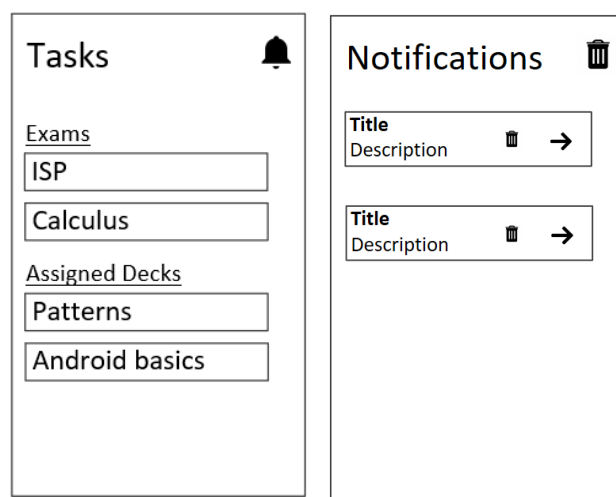 Tasks
Exams
ISP
Calculus
Assigned Decks
Patterns
Android basics
Notifications
Title
Description
Title
Description